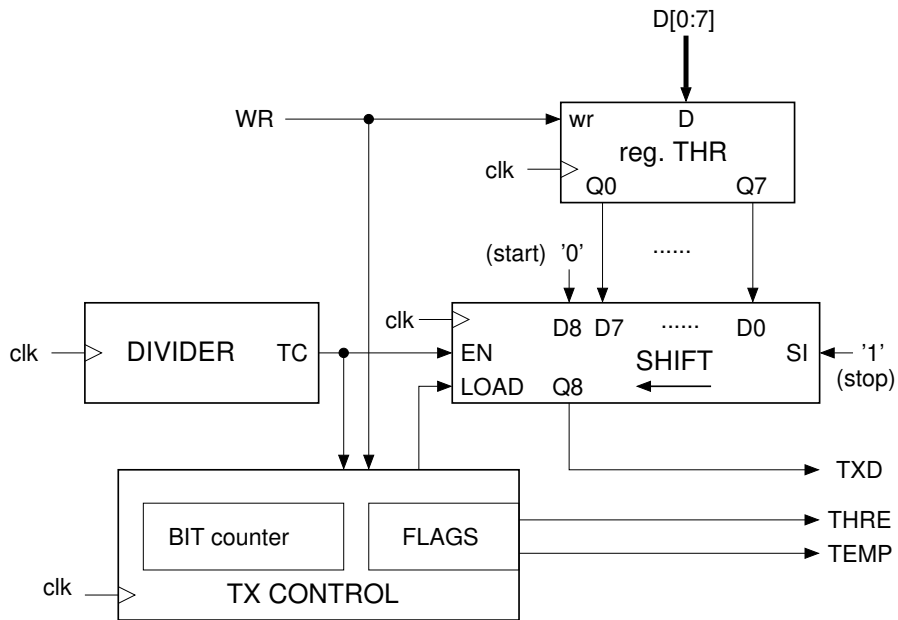 D[0:7]
WR
wr D
reg. THR
clk
Q0 Q7
(start) '0' ......
clk
D8 D7 ...... D0
clk
DIVIDER TC
EN SHIFT SI '1'
(stop)
LOAD Q8
TXD
THRE
BIT counter FLAGS
TEMP
clk
TX CONTROL